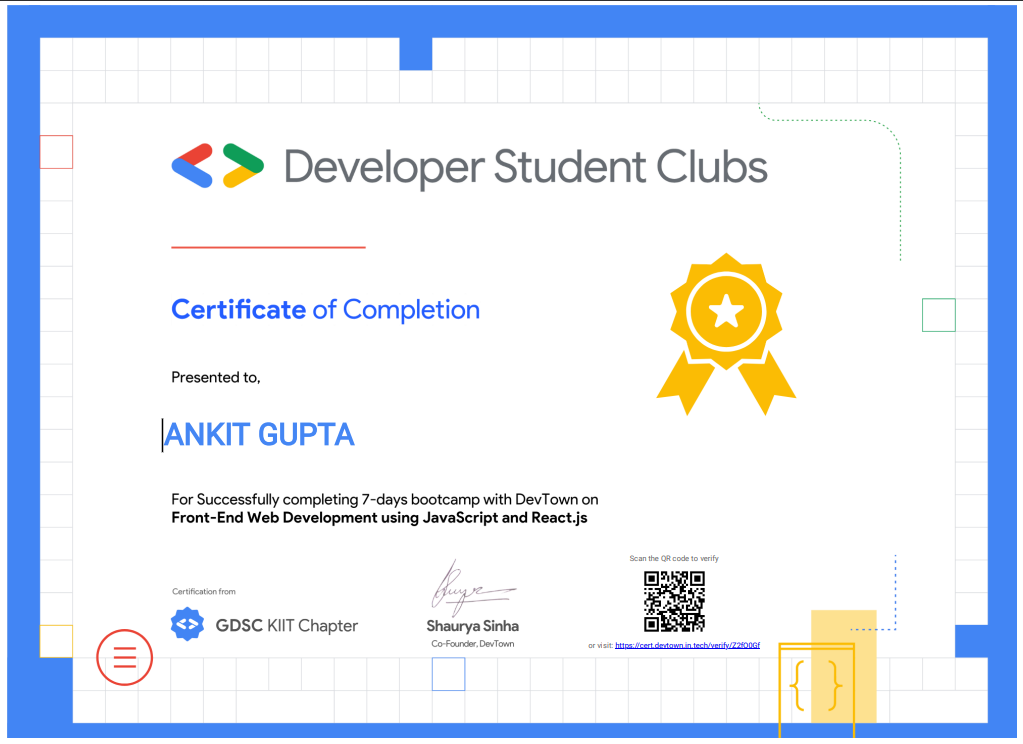 Developer Student Clubs
Certificate of Completion
Presented to,
ANKIT GUPTA
For Successfully completing 7-days bootcamp with DevTown on
Front-End Web Development using JavaScript and React.js
Scan the QR code to verify
Certification from
GDSC KIIT Chapter
Shaurya Sinha
Co-Founder, DevTown
or visit: https://cert.devtown.in.tech/verify/Z2fO0Gf
{ }